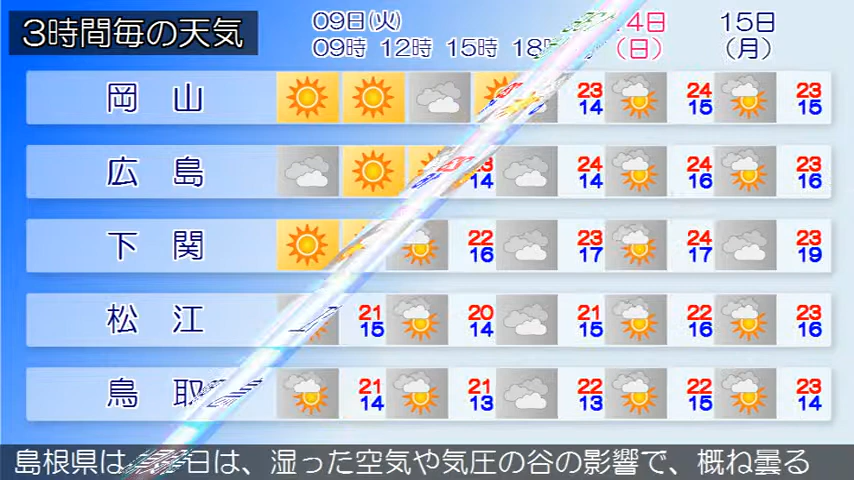 3時間毎の天気
09日(火)
09時 12時 15時 18時
14日 15日
(日) (月)
岡 山 23 24 23
14 15 15
広 島 23 24 24 23
14 14 16 16
下 関 22 23 24 23
16 17 17 19
松 江 21 20 21 22 23
15 14 15 16 16
鳥 取 21 21 22 22 23
14 13 13 15 14
島根県は 日は、湿った空気や気圧の谷の影響で、概ね曇る